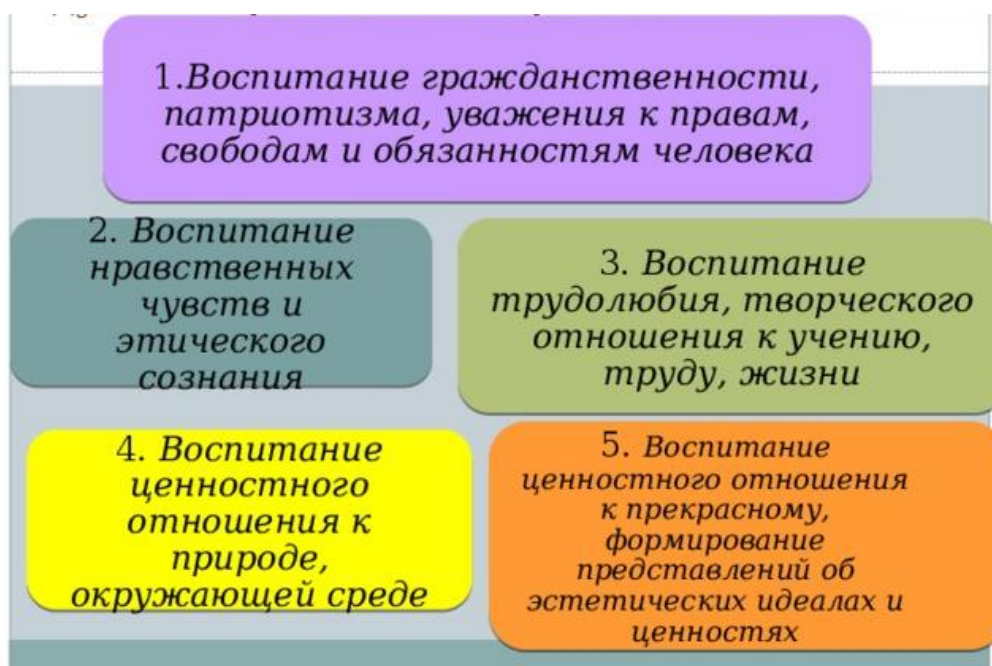 1.Воспитание гражданственности,
патриотизма, уважения к правам,
свободам и обязанностям человека
2. Воспитание
нравственных
чувств и
этического
сознания
3. Воспитание
трудолюбия, творческого
отношения к учению,
труду, жизни
4. Воспитание
ценностного
отношения к
природе,
окружающей среде
5. Воспитание
ценностного отношения
к прекрасному,
формирование
представлений об
эстетических идеалах и
ценностях